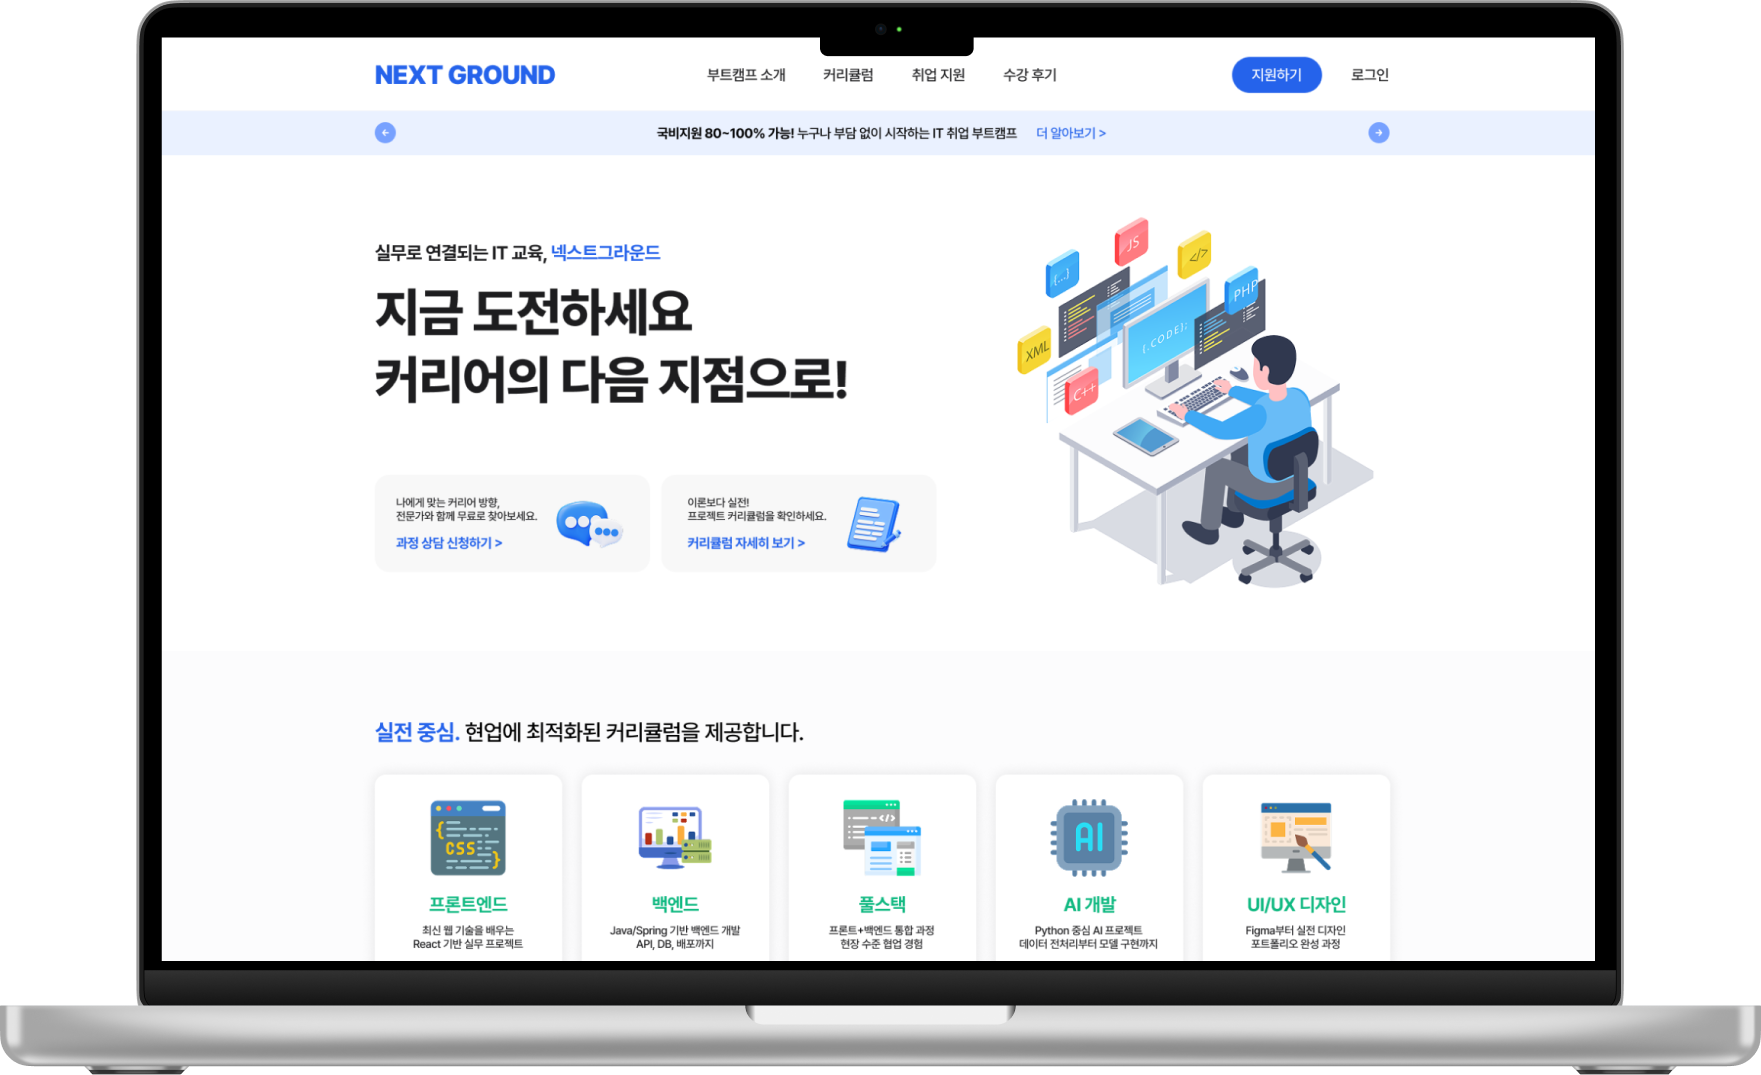 NEXT GROUND
부트캠프 소개
커리큘럼
취업 지원
수강 후기
지원하기
로그인
국비지원 80~100% 가능! 누구나 부담 없이 시작하는 IT 취업 부트캠프
더 알아보기 >
실무로 연결되는 IT 교육, 넥스트그라운드
지금 도전하세요
커리어의 다음 지점으로!
나에게 맞는 커리어 방향,
전문가와 함께 무료로 찾아보세요.
과정 상담 신청하기 >
이론보다 실전!
프로젝트 커리큘럼을 확인하세요.
커리큘럼 자세히 보기 >
JS
</>
{...}
PHP
{.CODE};
XML
C++
실전 중심. 현업에 최적화된 커리큘럼을 제공합니다.
{ CSS }
프론트엔드
최신 웹 기술을 배우는
React 기반 실무 프로젝트
백엔드
Java/Spring 기반 백엔드 개발
API, DB, 배포까지
</>
풀스택
프론트+백엔드 통합 과정
현장 수준 협업 경험
AI
AI 개발
Python 중심 AI 프로젝트
데이터 전처리부터 모델 구현까지
UI/UX 디자인
Figma부터 실전 디자인
포트폴리오 완성 과정